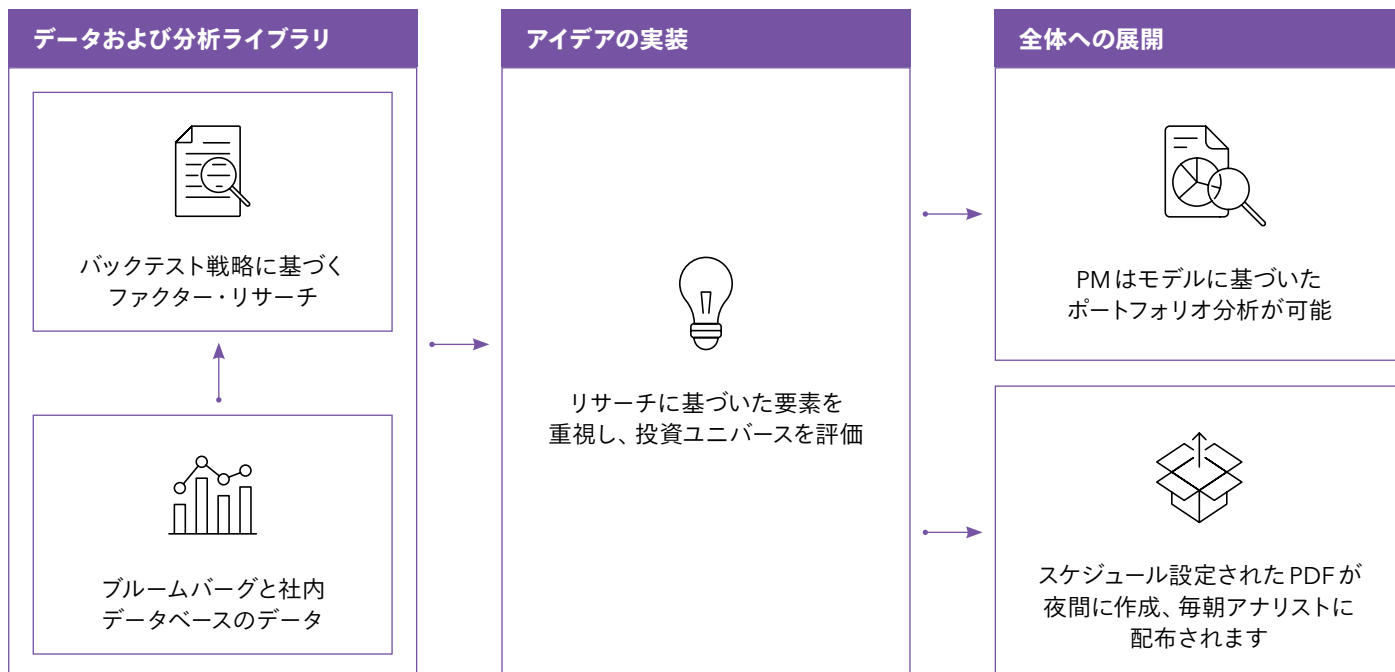 データおよび分析ライブラリ
バックテスト戦略に基づく
ファクター・リサーチ
ブルームバーグと社内
データベースのデータ
アイデアの実装
リサーチに基づいた要素を
重視し、投資ユニバースを評価
全体への展開
PMはモデルに基づいた
ポートフォリオ分析が可能
スケジュール設定されたPDFが
夜間に作成、毎朝アナリストに
配布されます